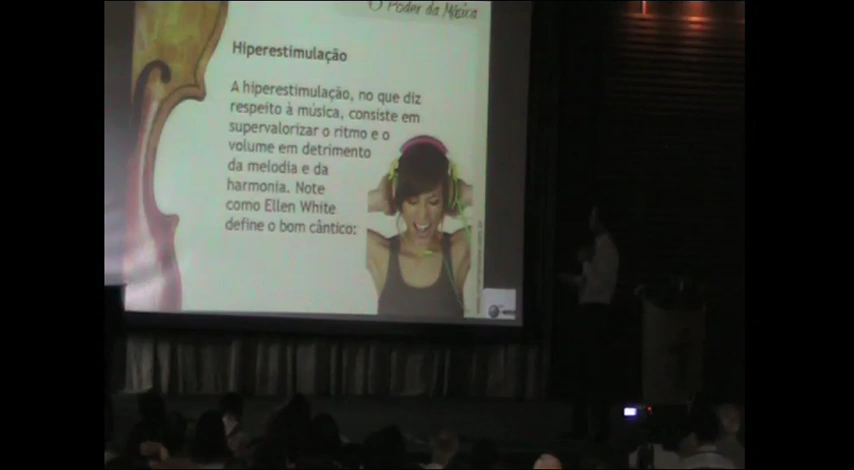 O Poder da Música
Hiperestimulação
A hiperestimulação, no que diz
respeito à música, consiste em
supervalorizar o ritmo e o
volume em detrimento
da melodia e da
harmonia. Note
como Ellen White
define o bom cântico: